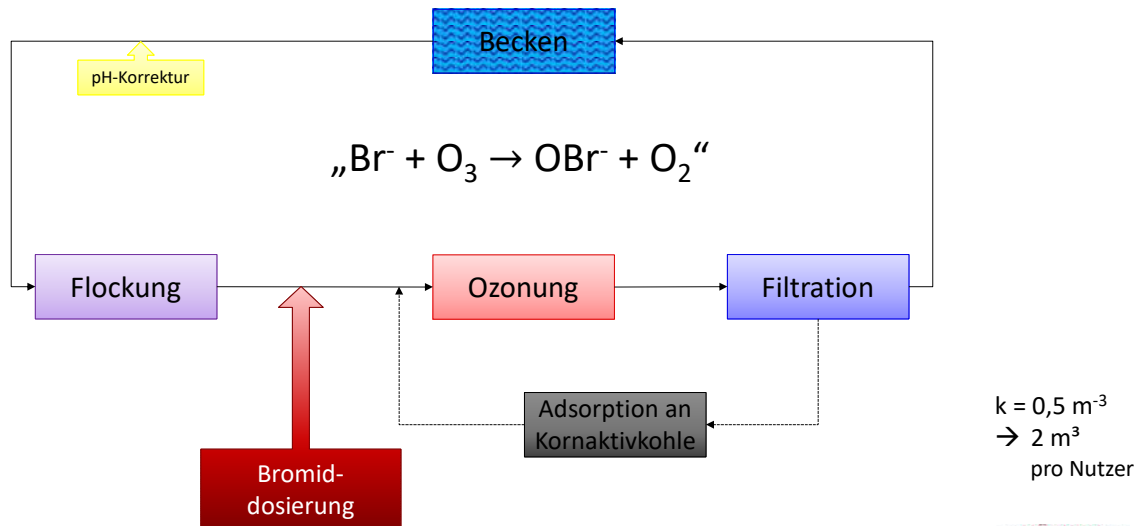 Becken
pH-Korrektur
„Br⁻ + O₃ → OBr⁻ + O₂“
Flockung
Ozonung
Filtration
Adsorption an
Kornaktivkohle
Bromid-
dosierung
k = 0,5 m⁻³
→ 2 m³
pro Nutzer